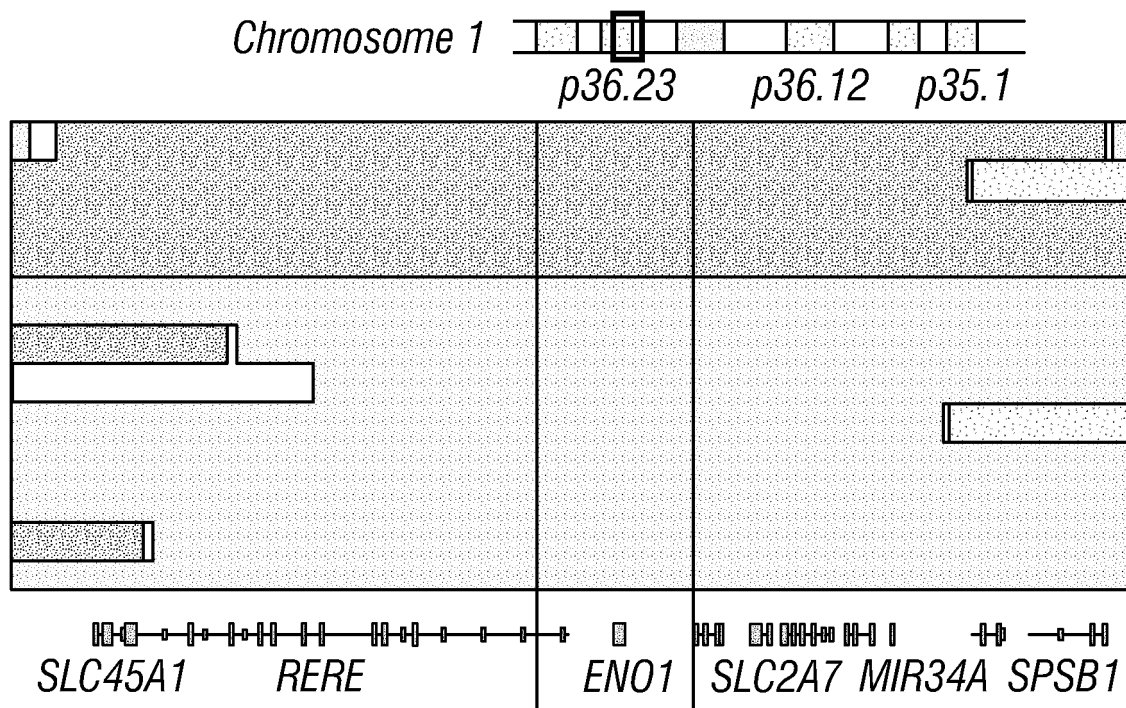 Chromosome 1
p36.23 p36.12 p35.1
SLC45A1 RERE ENO1 SLC2A7 MIR34A SPSB1